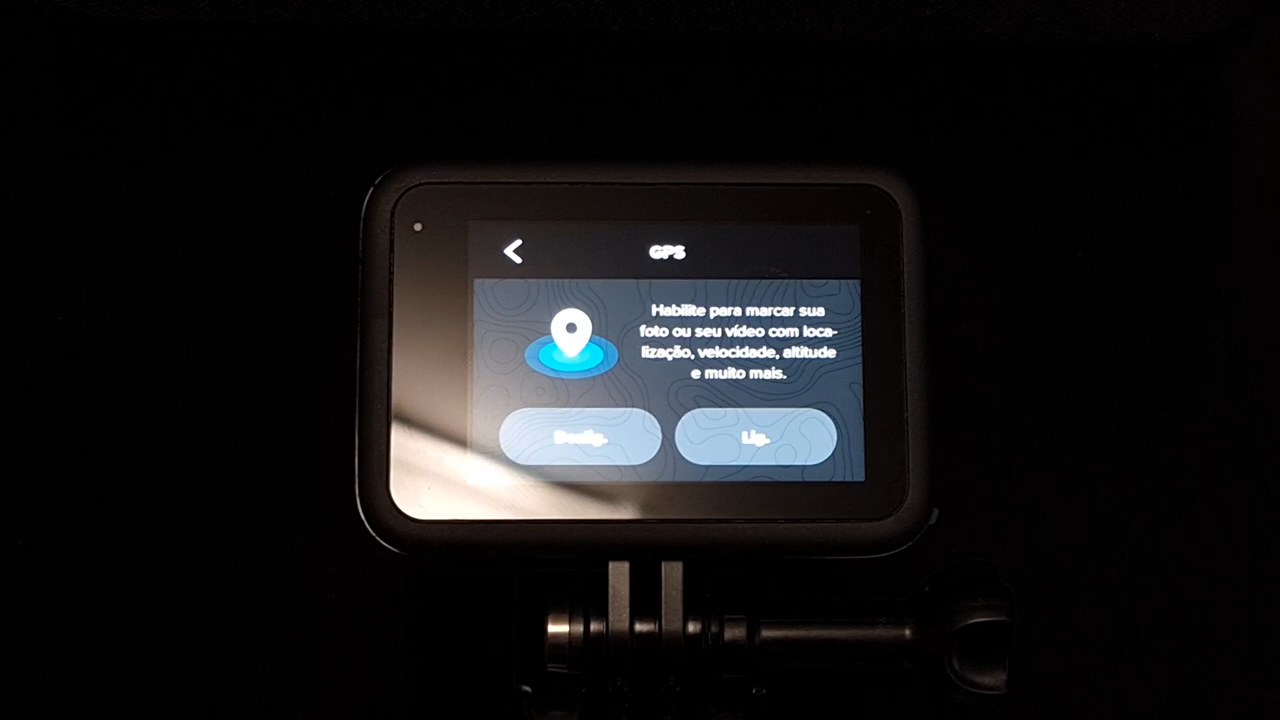 GPS
Habilite para marcar sua
foto ou seu vídeo com loca-
lização, velocidade, altitude
e muito mais.
Deslig.
Lig.